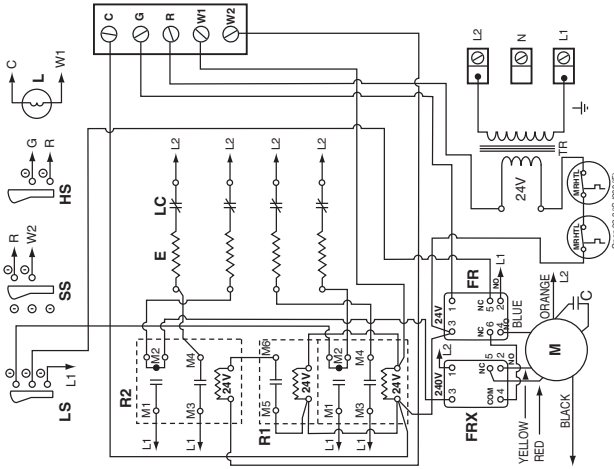 C
G
R
W1
W2
C
L
W1
G
R
HS
R
W2
SS
L1
LS
L2
N
L1
TR
24V
MRHTL
MRHTL
LC
E
L2
L2
L2
L2
R2
M1
M2
M3
M4
24V
L1
L1
R1
M5
M6
24V
M1
M2
M3
M4
24V
L1
L1
FR
24V
1
3
NC
5
2
NO
NC
6
4
NO
L1
BLUE
FRX
240V
L2
1
3
NC
5
2
NO
COM
4
ORANGE
L2
C
M
YELLOW
RED
BLACK